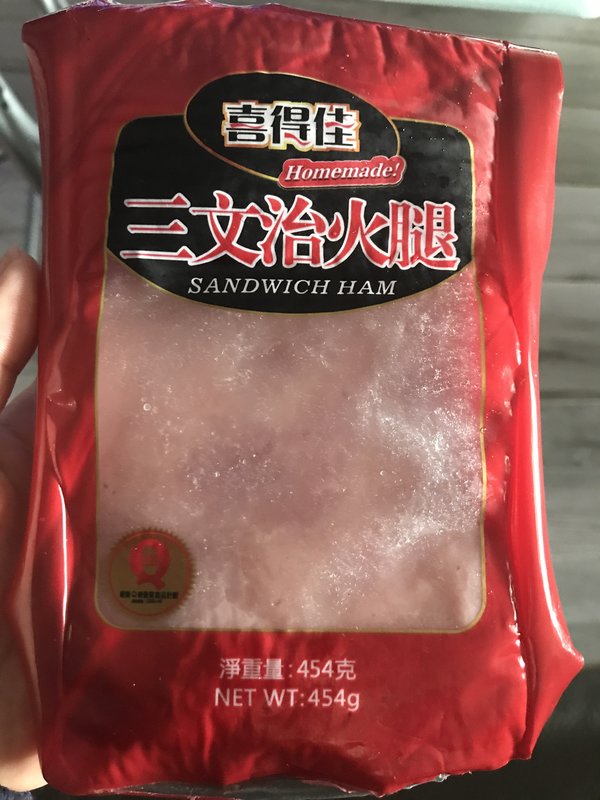 喜得佳
Homemade!
三文治火腿
SANDWICH HAM
Q
淨重量:454克
NET WT:454g